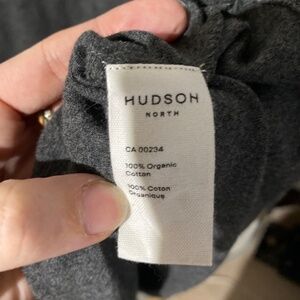 HUDSON
NORTH
CA 00234
100% Organic
Cotton
100% Coton
Organique